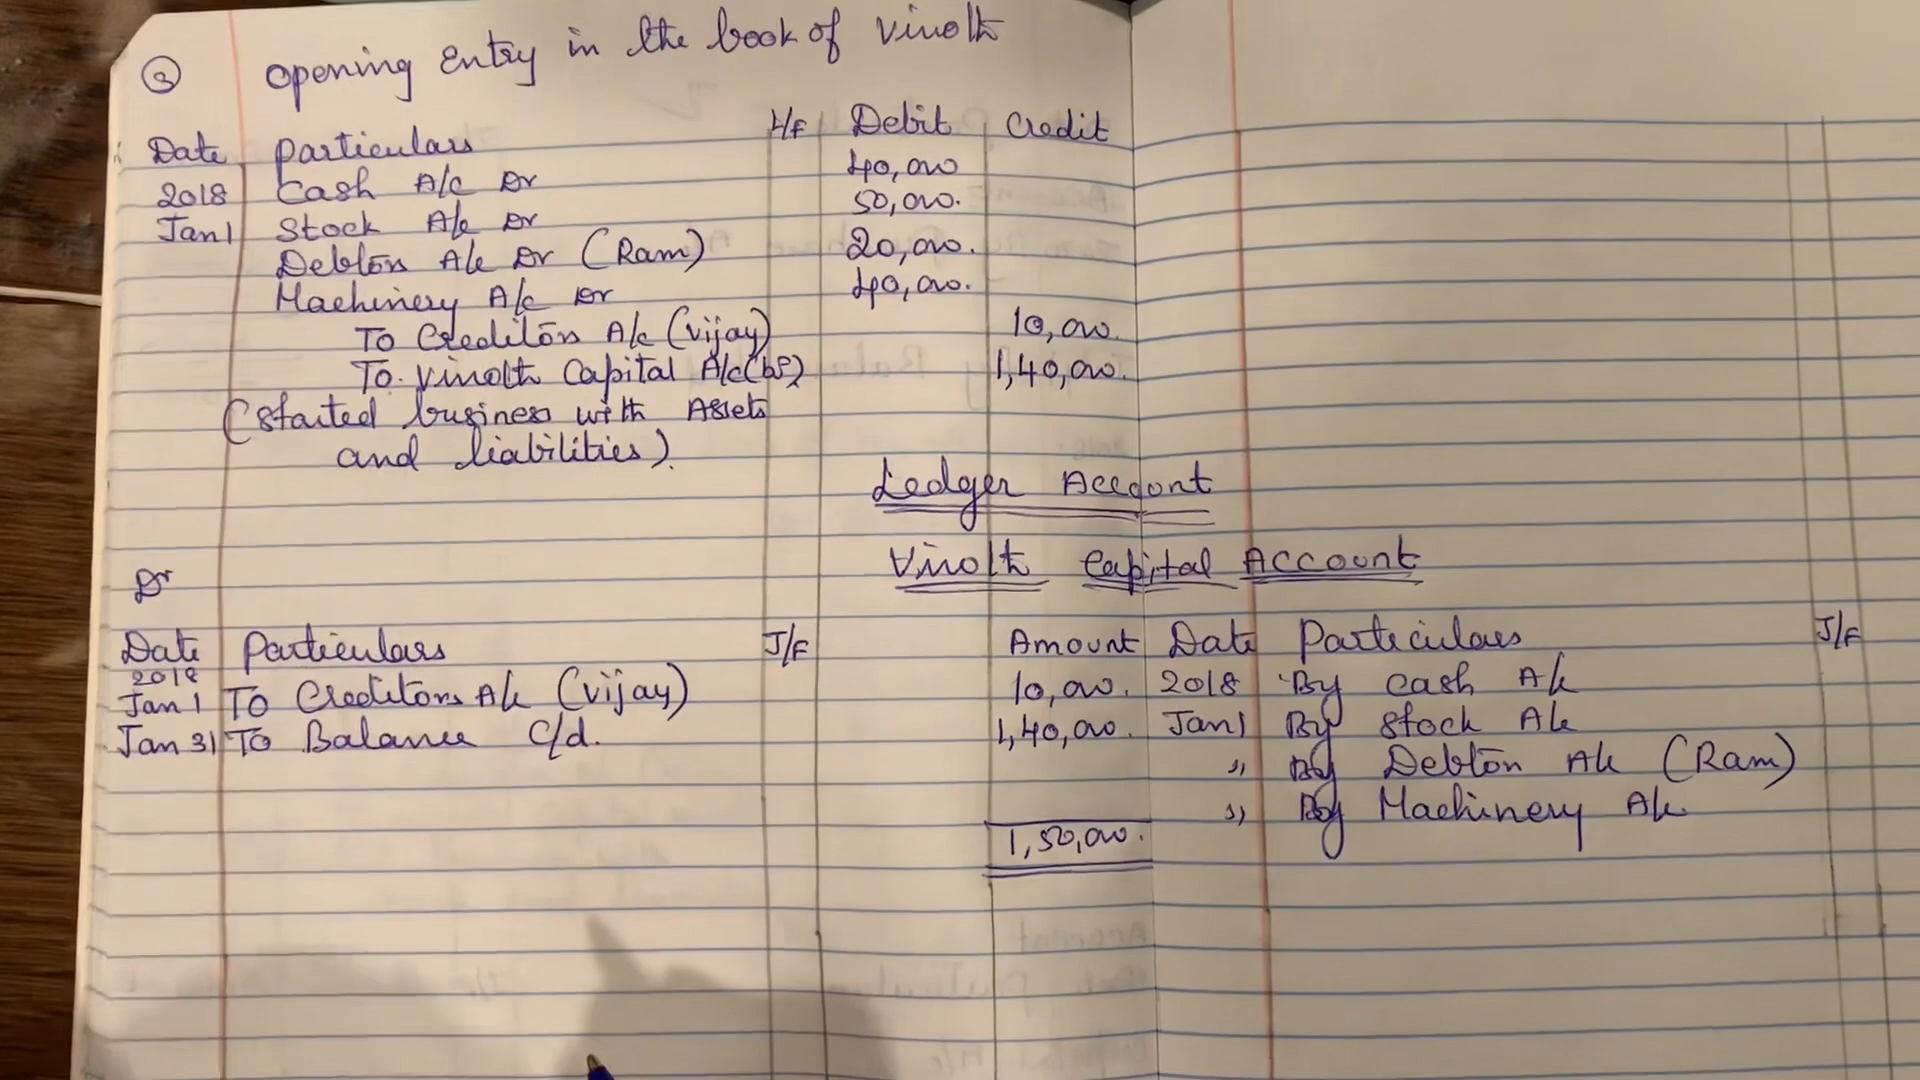 3 Opening Entry in the book of Vinoth
Date Particulars L/F Debit Credit
2018 Cash A/c Dr 40,000
Jan 1 Stock A/c Dr 50,000.
Debtors A/c Dr (Ram) 20,000.
Machinery A/c Dr 40,000.
To Creditors A/c (vijay) 10,000.
To. Vinoth Capital A/c (bf) 1,40,000.
(Started business with Assets
and liabilities).
Ledger Account
Vinoth Capital Account
Dr
Date Particulars J/F Amount Date Particulars J/F
2018
Jan 1 To Creditors A/c (vijay) 10,000. 2018 By Cash A/c
Jan 31 To Balance C/d. 1,40,000. Jan 1 By Stock A/c
,, By Debtors A/c (Ram)
,, By Machinery A/c
1,50,000.